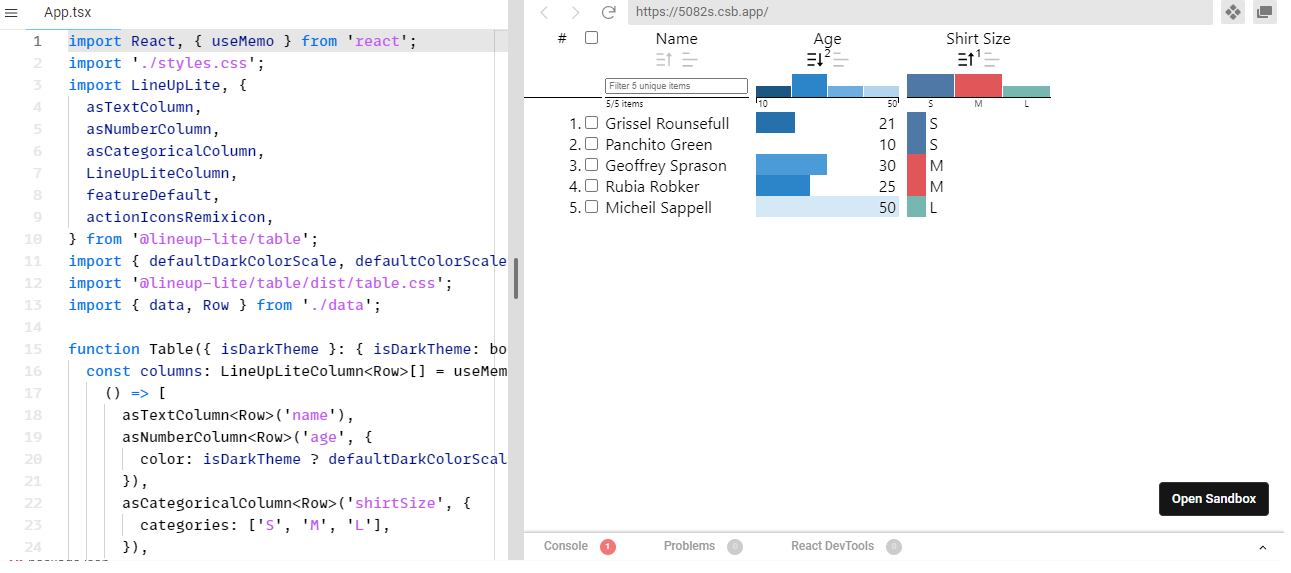 App.tsx
1 import React, { useMemo } from 'react';
2 import './styles.css';
3 import LineUpLite, {
4 asTextColumn,
5 asNumberColumn,
6 asCategoricalColumn,
7 LineUpLiteColumn,
8 featureDefault,
9 actionIconsRemixicon,
10 } from '@lineup-lite/table';
11 import { defaultDarkColorScale, defaultColorScale
12 import '@lineup-lite/table/dist/table.css';
13 import { data, Row } from './data';
14
15 function Table({ isDarkTheme }: { isDarkTheme: bo
16 const columns: LineUpLiteColumn<Row>[] = useMem
17 () => [
18 asTextColumn<Row>('name'),
19 asNumberColumn<Row>('age', {
20 color: isDarkTheme ? defaultDarkColorScal
21 }),
22 asCategoricalColumn<Row>('shirtSize', {
23 categories: ['S', 'M', 'L'],
24 }),
https://5082s.csb.app/
# Name Age Shirt Size
2 1
Filter 5 unique items
5/5 items 10 50 S M L
1. Grissel Rounsefull 21 S
2. Panchito Green 10 S
3. Geoffrey Sprason 30 M
4. Rubia Robker 25 M
5. Micheil Sappell 50 L
Open Sandbox
Console 1 Problems 0 React DevTools 0